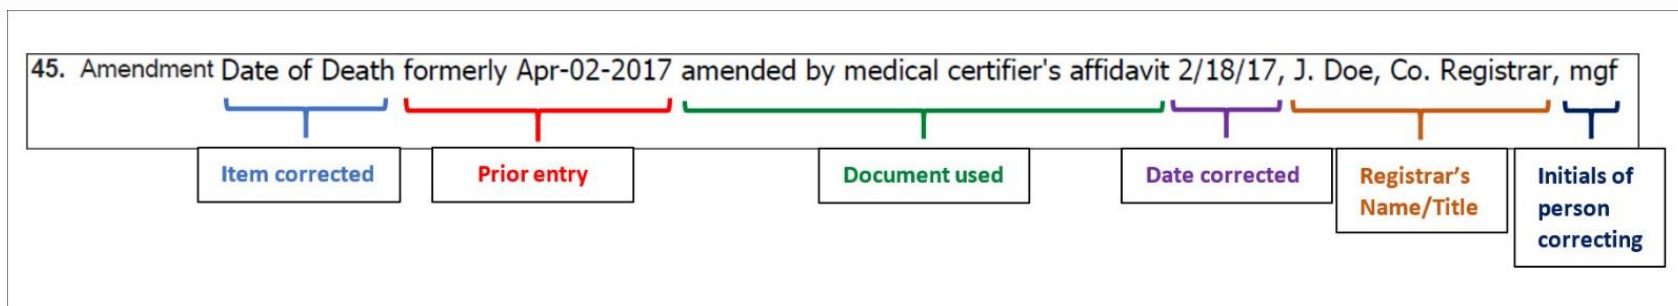 45. Amendment Date of Death formerly Apr-02-2017 amended by medical certifier's affidavit 2/18/17, J. Doe, Co. Registrar, mgf
Item corrected
Prior entry
Document used
Date corrected
Registrar’s
Name/Title
Initials of
person
correcting